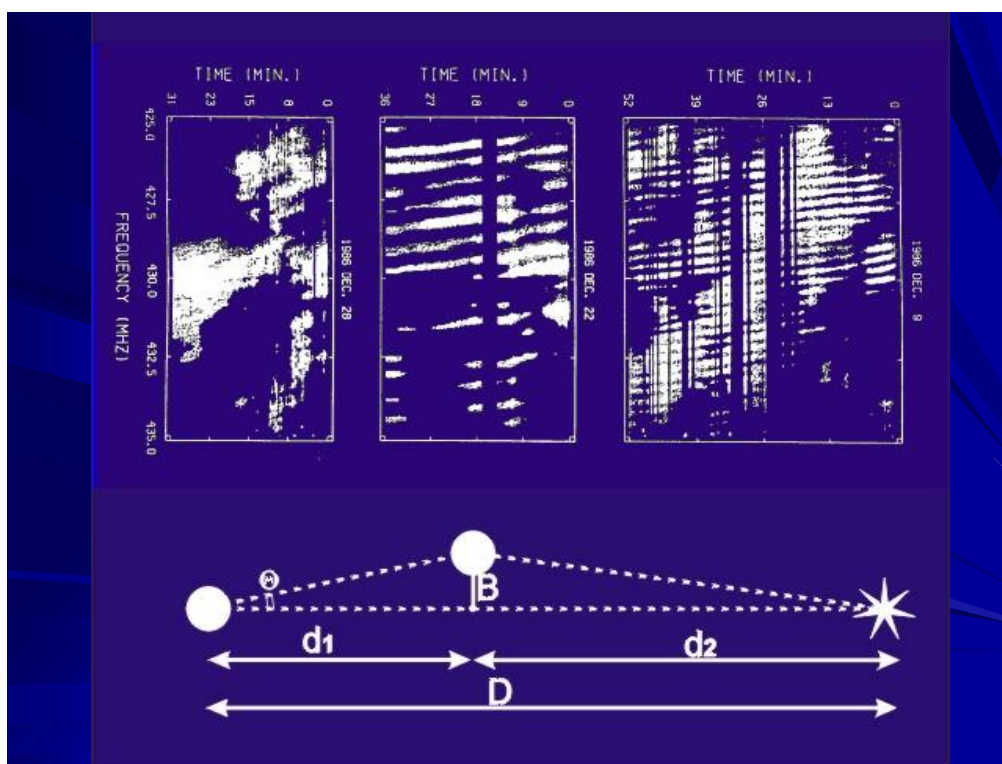 TIME (MIN.)
31 23 15 8 0
TIME (MIN.)
36 27 18 9 0
TIME (MIN.)
52 39 26 13 0
425.0
427.5
430.0
432.5
435.0
FREQUENCY (MHZ)
1986 DEC. 28
1986 DEC. 22
1986 DEC. 9
B
d1
d2
D